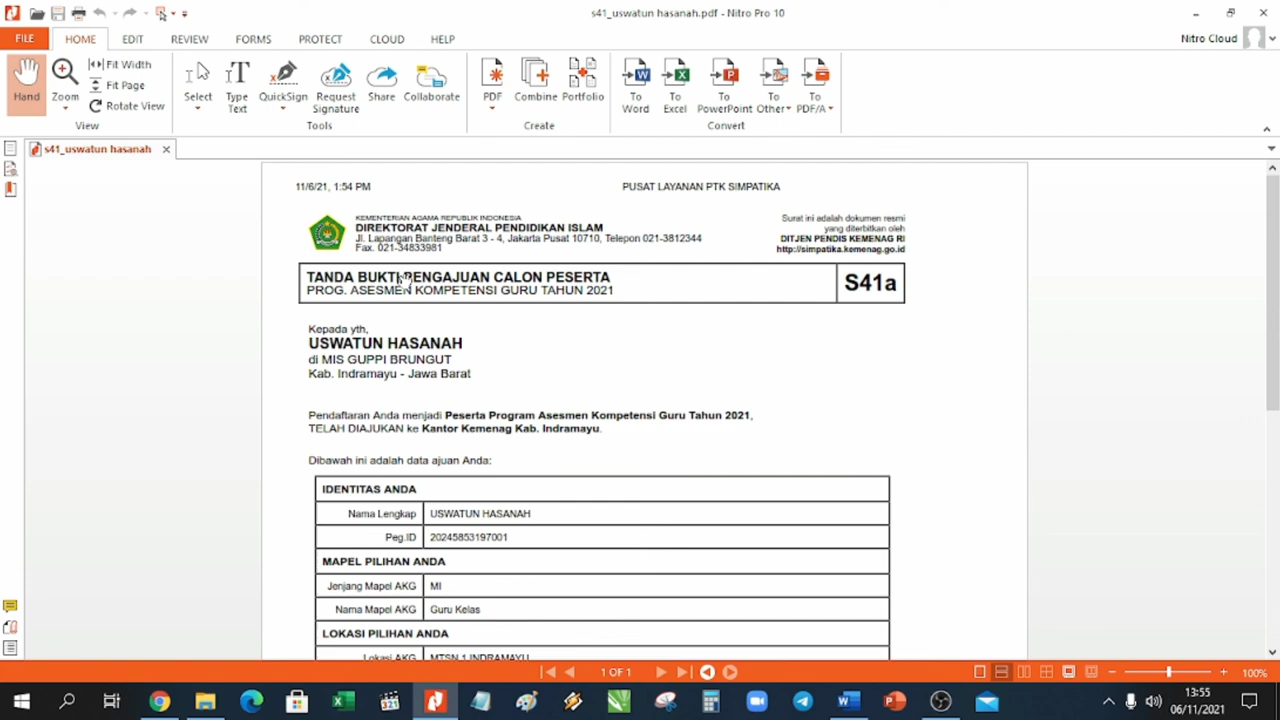 s41_uswatun hasanah.pdf - Nitro Pro 10
FILE HOME EDIT REVIEW FORMS PROTECT CLOUD HELP
Nitro Cloud
Hand
Zoom
Fit Width
Fit Page
Rotate View
View
Select
Type Text
QuickSign
Request Signature
Share
Collaborate
Tools
PDF
Combine
Portfolio
Create
To Word
To Excel
To PowerPoint
To Other
To PDF/A
Convert
s41_uswatun hasanah
11/6/21, 1:54 PM
PUSAT LAYANAN PTK SIMPATIKA
KEMENTERIAN AGAMA REPUBLIK INDONESIA
DIREKTORAT JENDERAL PENDIDIKAN ISLAM
Jl. Lapangan Banteng Barat 3 - 4, Jakarta Pusat 10710, Telepon 021-3812344
Fax. 021-34833981
Surat ini adalah dokumen resmi
yang diterbitkan oleh
DITJEN PENDIS KEMENAG RI
http://simpatika.kemenag.go.id
TANDA BUKTI PENGAJUAN CALON PESERTA
PROG. ASESMEN KOMPETENSI GURU TAHUN 2021
S41a
Kepada yth,
USWATUN HASANAH
di MIS GUPPI BRUNGUT
Kab. Indramayu - Jawa Barat
Pendaftaran Anda menjadi Peserta Program Asesmen Kompetensi Guru Tahun 2021,
TELAH DIAJUKAN ke Kantor Kemenag Kab. Indramayu.
Dibawah ini adalah data ajuan Anda:
IDENTITAS ANDA
Nama Lengkap USWATUN HASANAH
Peg.ID 20245853197001
MAPEL PILIHAN ANDA
Jenjang Mapel AKG MI
Nama Mapel AKG Guru Kelas
LOKASI PILIHAN ANDA
Lokasi AKG MTSN 1 INDRAMAYU
1 OF 1
100%
321
13:55
06/11/2021